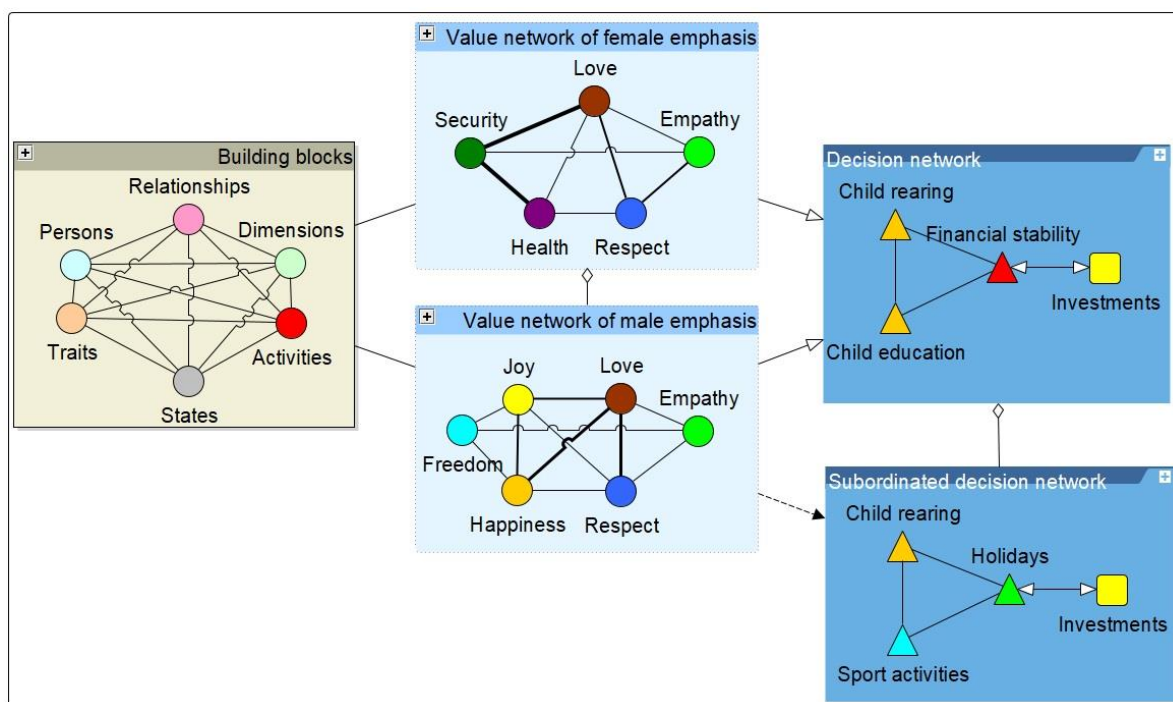 Building blocks
Relationships
Persons
Dimensions
Traits
Activities
States
Value network of female emphasis
Love
Security
Empathy
Health
Respect
Value network of male emphasis
Joy
Love
Empathy
Freedom
Happiness
Respect
Decision network
Child rearing
Financial stability
Investments
Child education
Subordinated decision network
Child rearing
Holidays
Investments
Sport activities